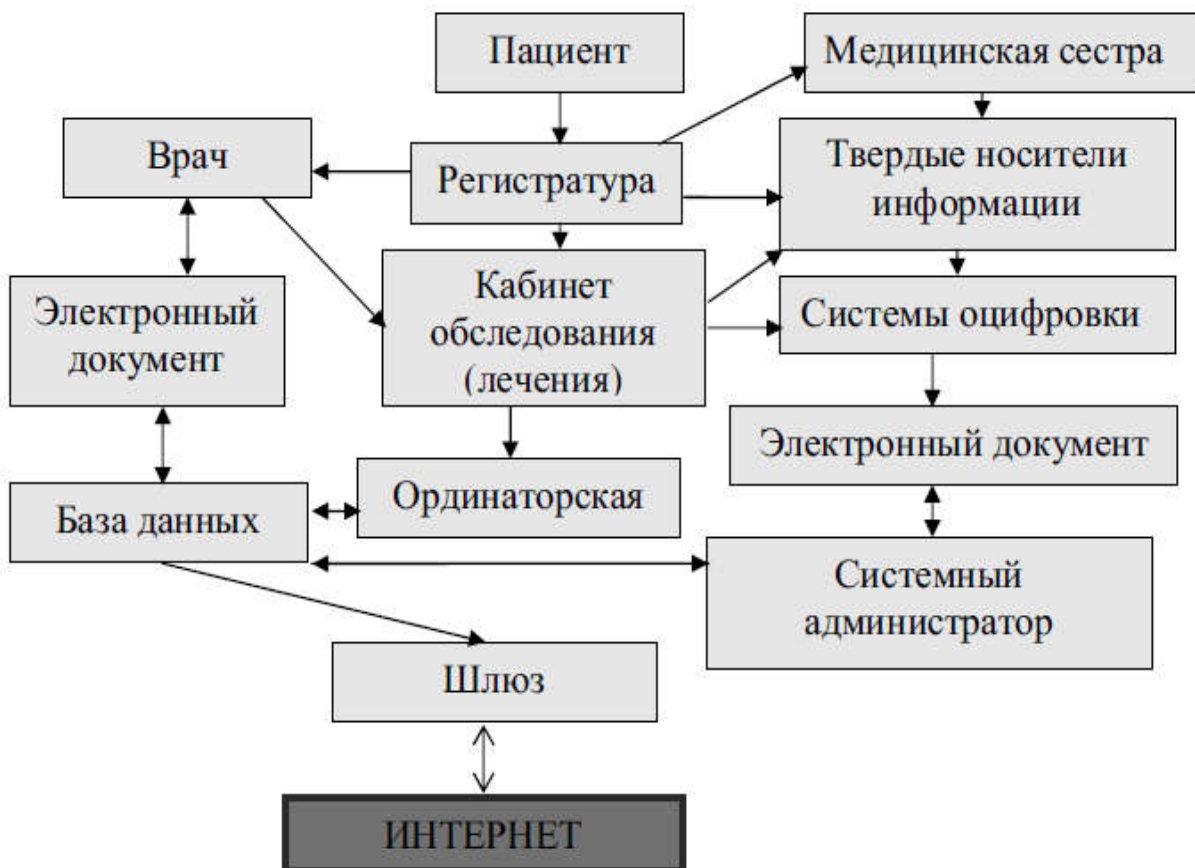 Пациент
Медицинская сестра
Врач
Регистратура
Твердые носители
информации
Электронный
документ
Кабинет
обследования
(лечения)
Системы оцифровки
Электронный документ
База данных
Ординаторская
Системный
администратор
Шлюз
ИНТЕРНЕТ